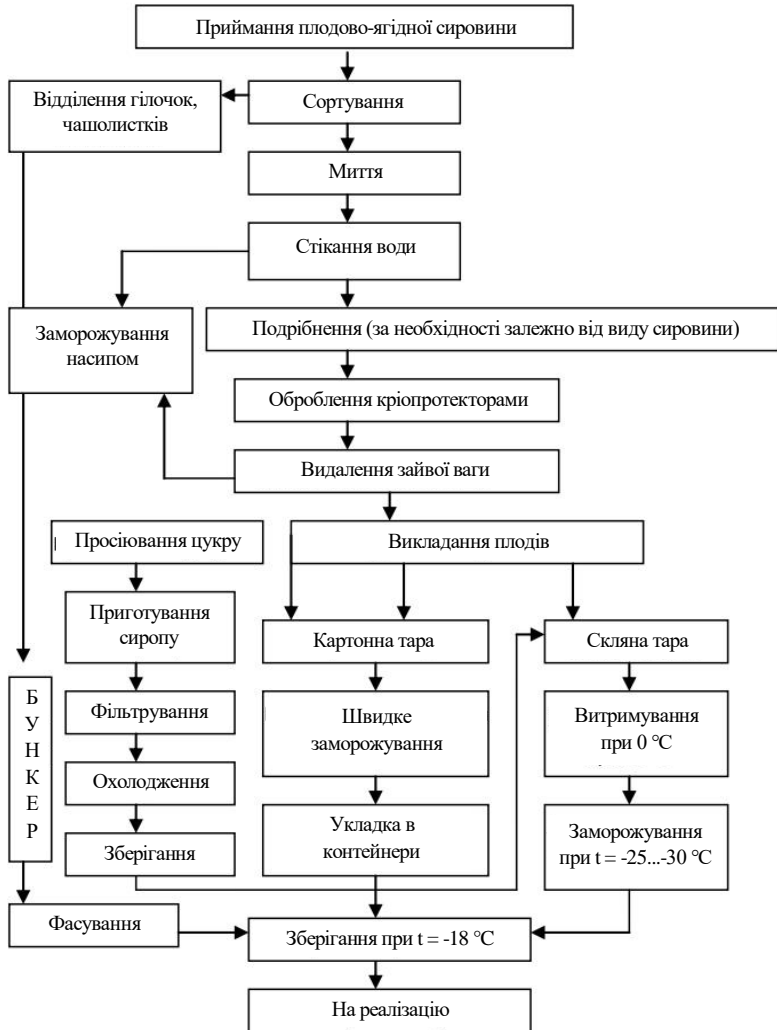 Приймання плодово-ягідної сировини
Відділення гілочок,
чашолистків
Сортування
Миття
Стікання води
Заморожування
насипом
Подрібнення (за необхідності залежно від виду сировини)
Оброблення кріопротекторами
Видалення зайвої ваги
Просіювання цукру
Викладання плодів
Приготування
сиропу
Картонна тара
Скляна тара
Б
У
Н
К
Е
Р
Фільтрування
Швидке
заморожування
Витримування
при 0 °С
Охолодження
Укладка в
контейнери
Заморожування
при t = -25...-30 °С
Зберігання
Фасування
Зберігання при t = -18 °С
На реалізацію